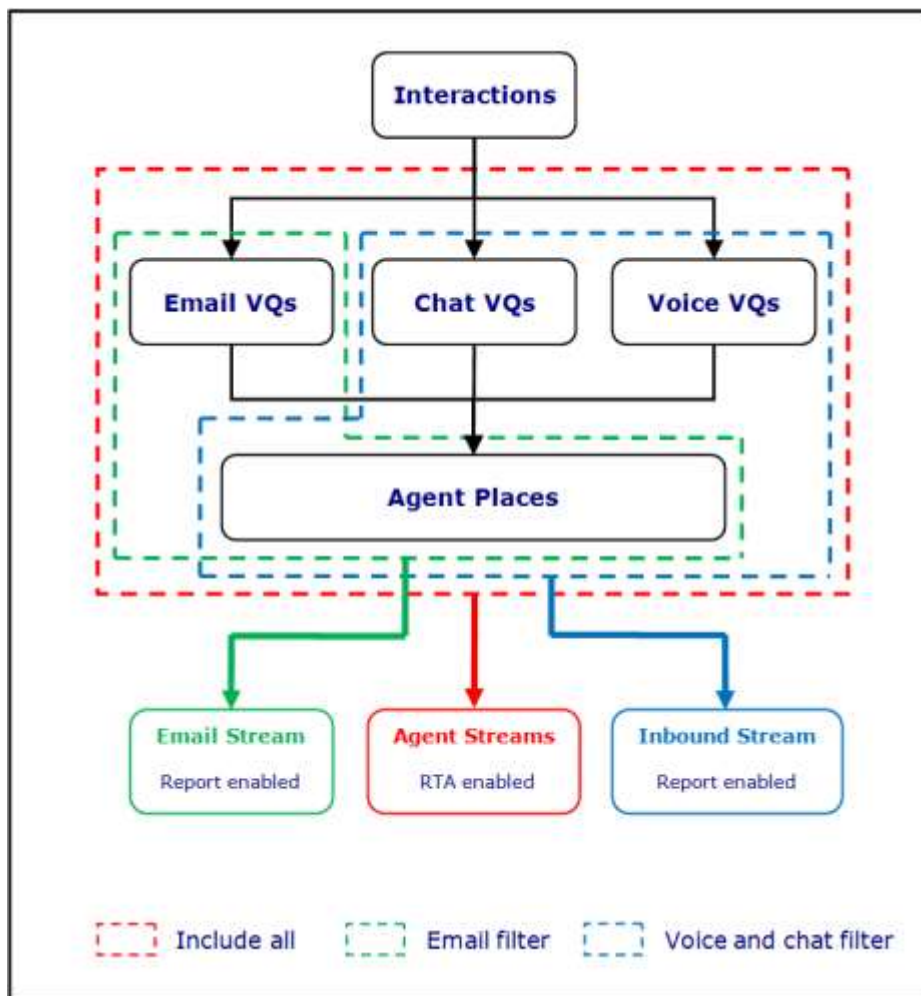 Interactions
Email VQs
Chat VQs
Voice VQs
Agent Places
Email Stream
Report enabled
Agent Streams
RTA enabled
Inbound Stream
Report enabled
Include all
Email filter
Voice and chat filter